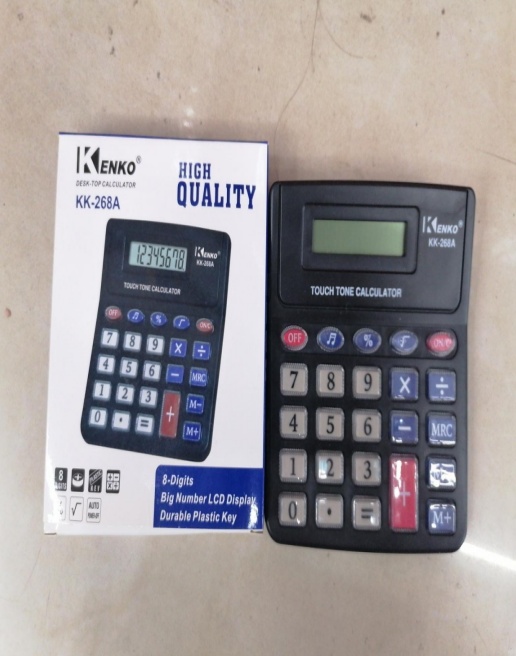 KENKO®
DESK-TOP CALCULATOR
KK-268A
HIGH
QUALITY
12345678
KENKO®
KK-268A
TOUCH TONE CALCULATOR
OFF % √ ON/C
7 8 9 X ÷
4 5 6 − MRC
1 2 3 + M−
0 · = M+
8
DIGITS
AUTO
POWER-OFF
8-Digits
Big Number LCD Display
Durable Plastic Key
KENKO®
KK-268A
TOUCH TONE CALCULATOR
OFF % √
7 8 9 X ÷
4 5 6 − MRC
1 2 3 +
0 · = M+